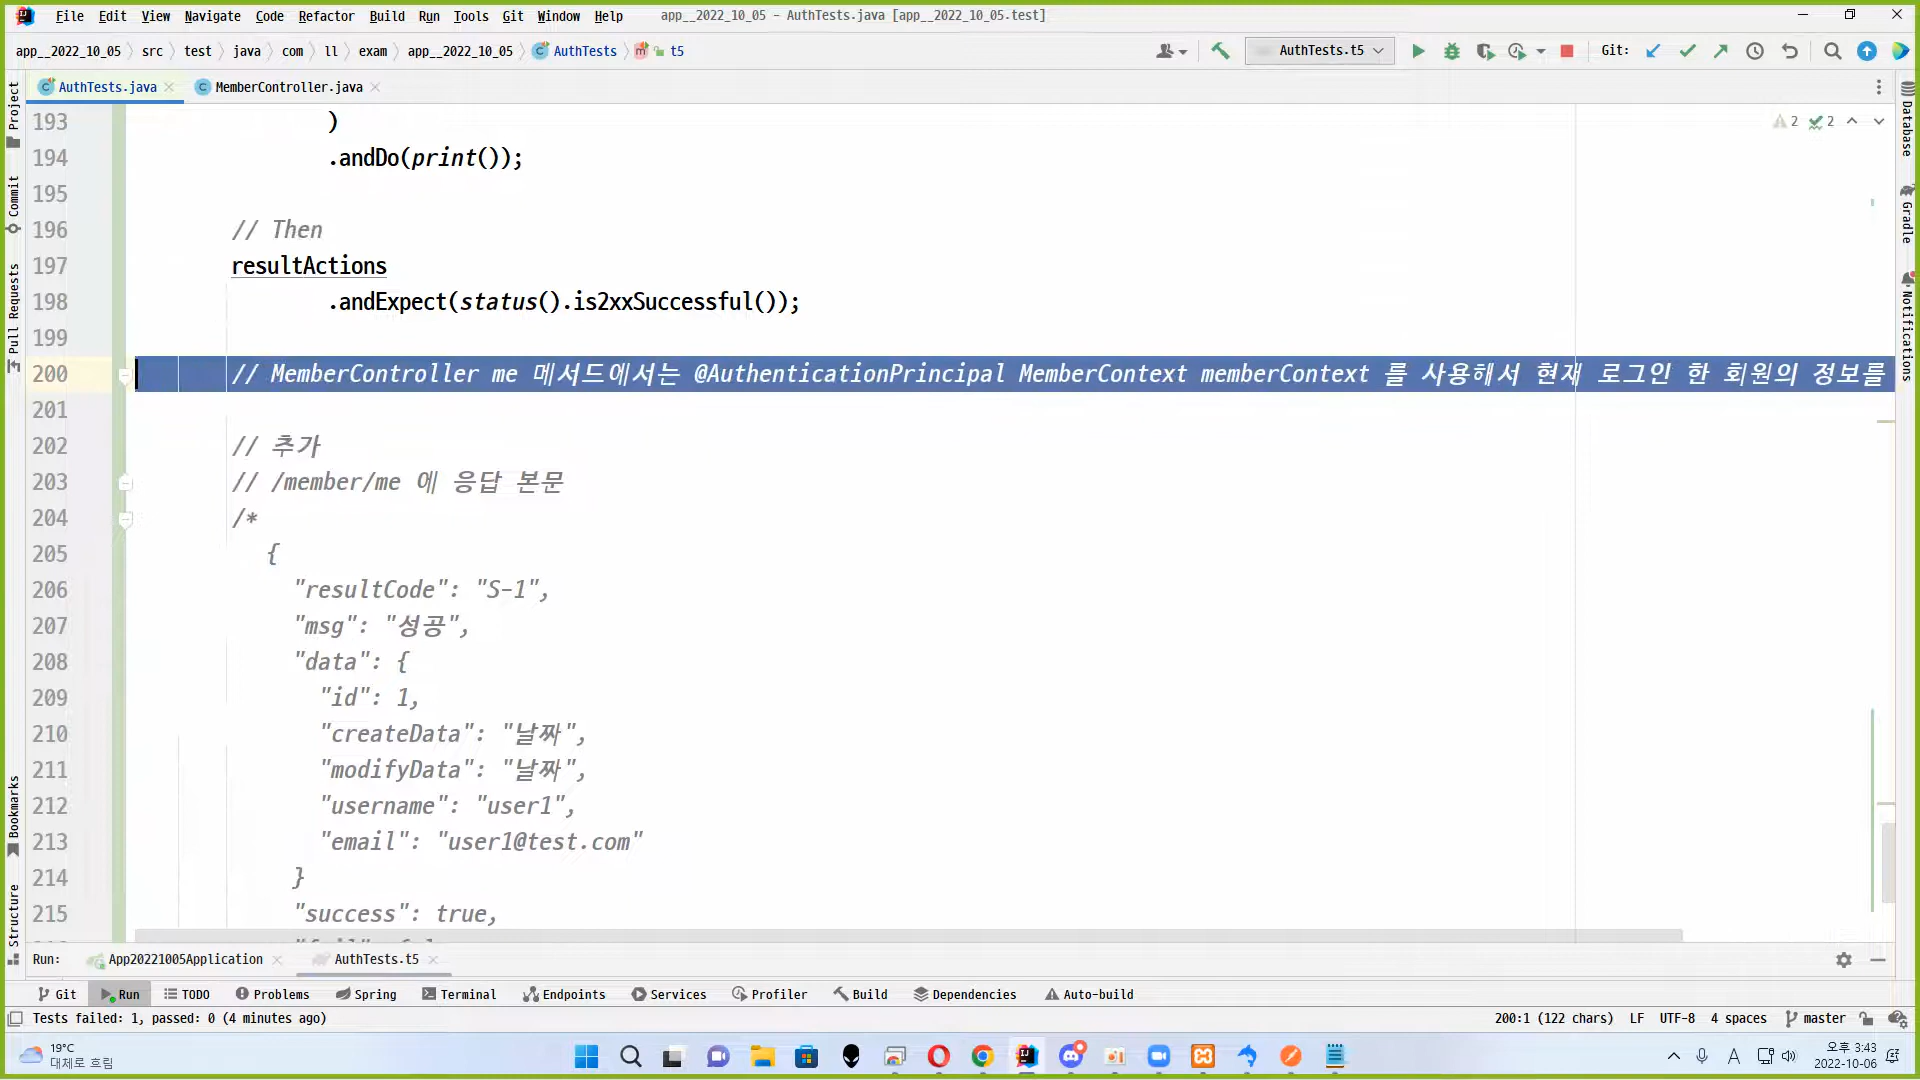 File Edit View Navigate Code Refactor Build Run Tools Git Window Help app__2022_10_05 – AuthTests.java [app__2022_10_05.test]
app__2022_10_05 src test java com ll exam app__2022_10_05 AuthTests t5 AuthTests.t5 Git:
AuthTests.java MemberController.java
Project
Commit
Pull Requests
Bookmarks
Structure
Database
Gradle
Notifications
2 2
193 )
194 .andDo(print());
195
196 // Then
197 resultActions
198 .andExpect(status().is2xxSuccessful());
199
200 // MemberController me 메서드에서는 @AuthenticationPrincipal MemberContext memberContext 를 사용해서 현재 로그인 한 회원의 정보를
201
202 // 추가
203 // /member/me 에 응답 본문
204 /*
205 {
206 "resultCode": "S-1",
207 "msg": "성공",
208 "data": {
209 "id": 1,
210 "createData": "날짜",
211 "modifyData": "날짜",
212 "username": "user1",
213 "email": "user1@test.com"
214 }
215 "success": true,
Run: App20221005Application AuthTests.t5
Git Run TODO Problems Spring Terminal Endpoints Services Profiler Build Dependencies Auto-build
Tests failed: 1, passed: 0 (4 minutes ago) 200:1 (122 chars) LF UTF-8 4 spaces master
19°C
대체로 흐림
A
오후 3:43
2022-10-06